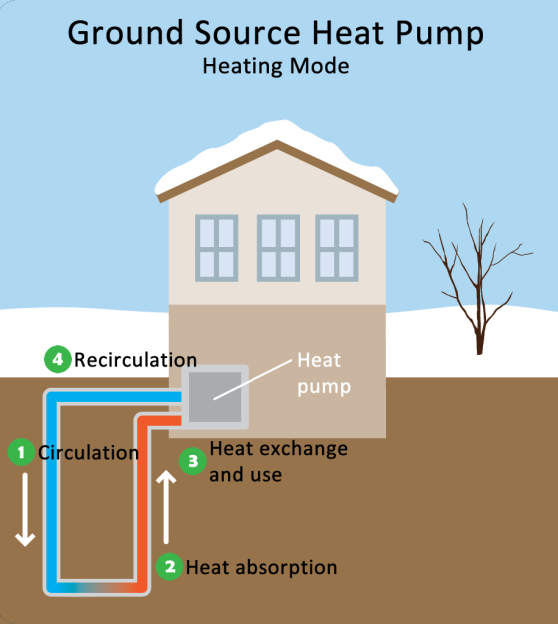 Ground Source Heat Pump
Heating Mode
4 Recirculation
Heat
pump
1 Circulation
3 Heat exchange
and use
2 Heat absorption